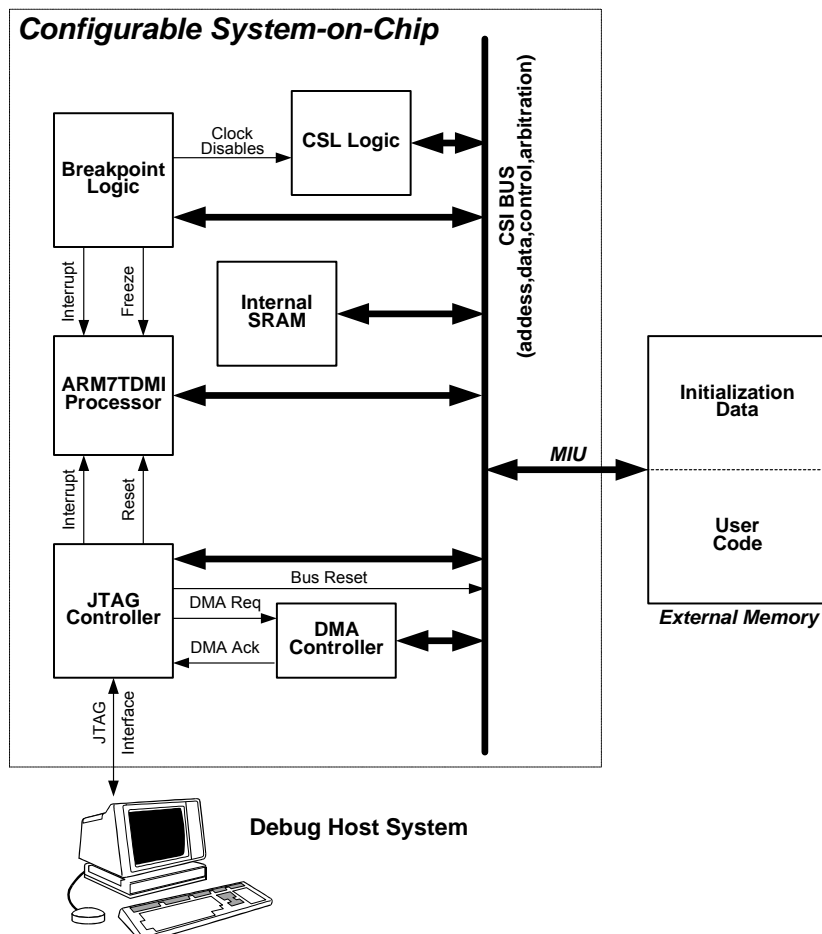 Configurable System-on-Chip
Breakpoint
Logic
Clock
Disables
CSL Logic
CSI BUS
(addess,data,control,arbitration)
Interrupt
Freeze
Internal
SRAM
ARM7TDMI
Processor
Initialization
Data
MIU
Interrupt
Reset
User
Code
External Memory
JTAG
Controller
Bus Reset
DMA Req
DMA Ack
DMA
Controller
JTAG
Interface
Debug Host System